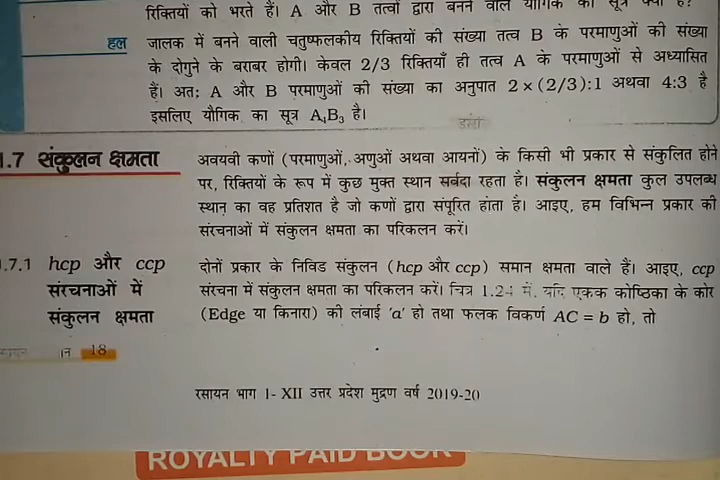 रिक्तियों को भरते हैं। A और B तत्वों द्वारा बनने वाले यौगिक का सूत्र क्या है?
हल जालक में बनने वाली चतुष्फलकीय रिक्तियों की संख्या तत्व B के परमाणुओं की संख्या
के दोगुने के बराबर होगी। केवल 2/3 रिक्तियाँ ही तत्व A के परमाणुओं से अध्यासित
हैं। अत: A और B परमाणुओं की संख्या का अनुपात 2 × (2/3):1 अथवा 4:3 है
इसलिए यौगिक का सूत्र A₄B₃ है।
1.7 संकुलन क्षमता
अवयवी कणों (परमाणुओं, अणुओं अथवा आयनों) के किसी भी प्रकार से संकुलित होने
पर, रिक्तियों के रूप में कुछ मुक्त स्थान सर्वदा रहता है। संकुलन क्षमता कुल उपलब्ध
स्थान का वह प्रतिशत है जो कणों द्वारा संपूरित होता है। आइए, हम विभिन्न प्रकार की
संरचनाओं में संकुलन क्षमता का परिकलन करें।
.7.1 hcp और ccp
संरचनाओं में
संकुलन क्षमता
दोनों प्रकार के निविड संकुलन (hcp और ccp) समान क्षमता वाले हैं। आइए, ccp
संरचना में संकुलन क्षमता का परिकलन करें। चित्र 1.24 में, यदि एकक कोष्ठिका के कोर
(Edge या किनारा) की लंबाई 'a' हो तथा फलक विकर्ण AC = b हो, तो
18
रसायन भाग 1- XII उत्तर प्रदेश मुद्रण वर्ष 2019-20
ROYALTY PAID BOOK